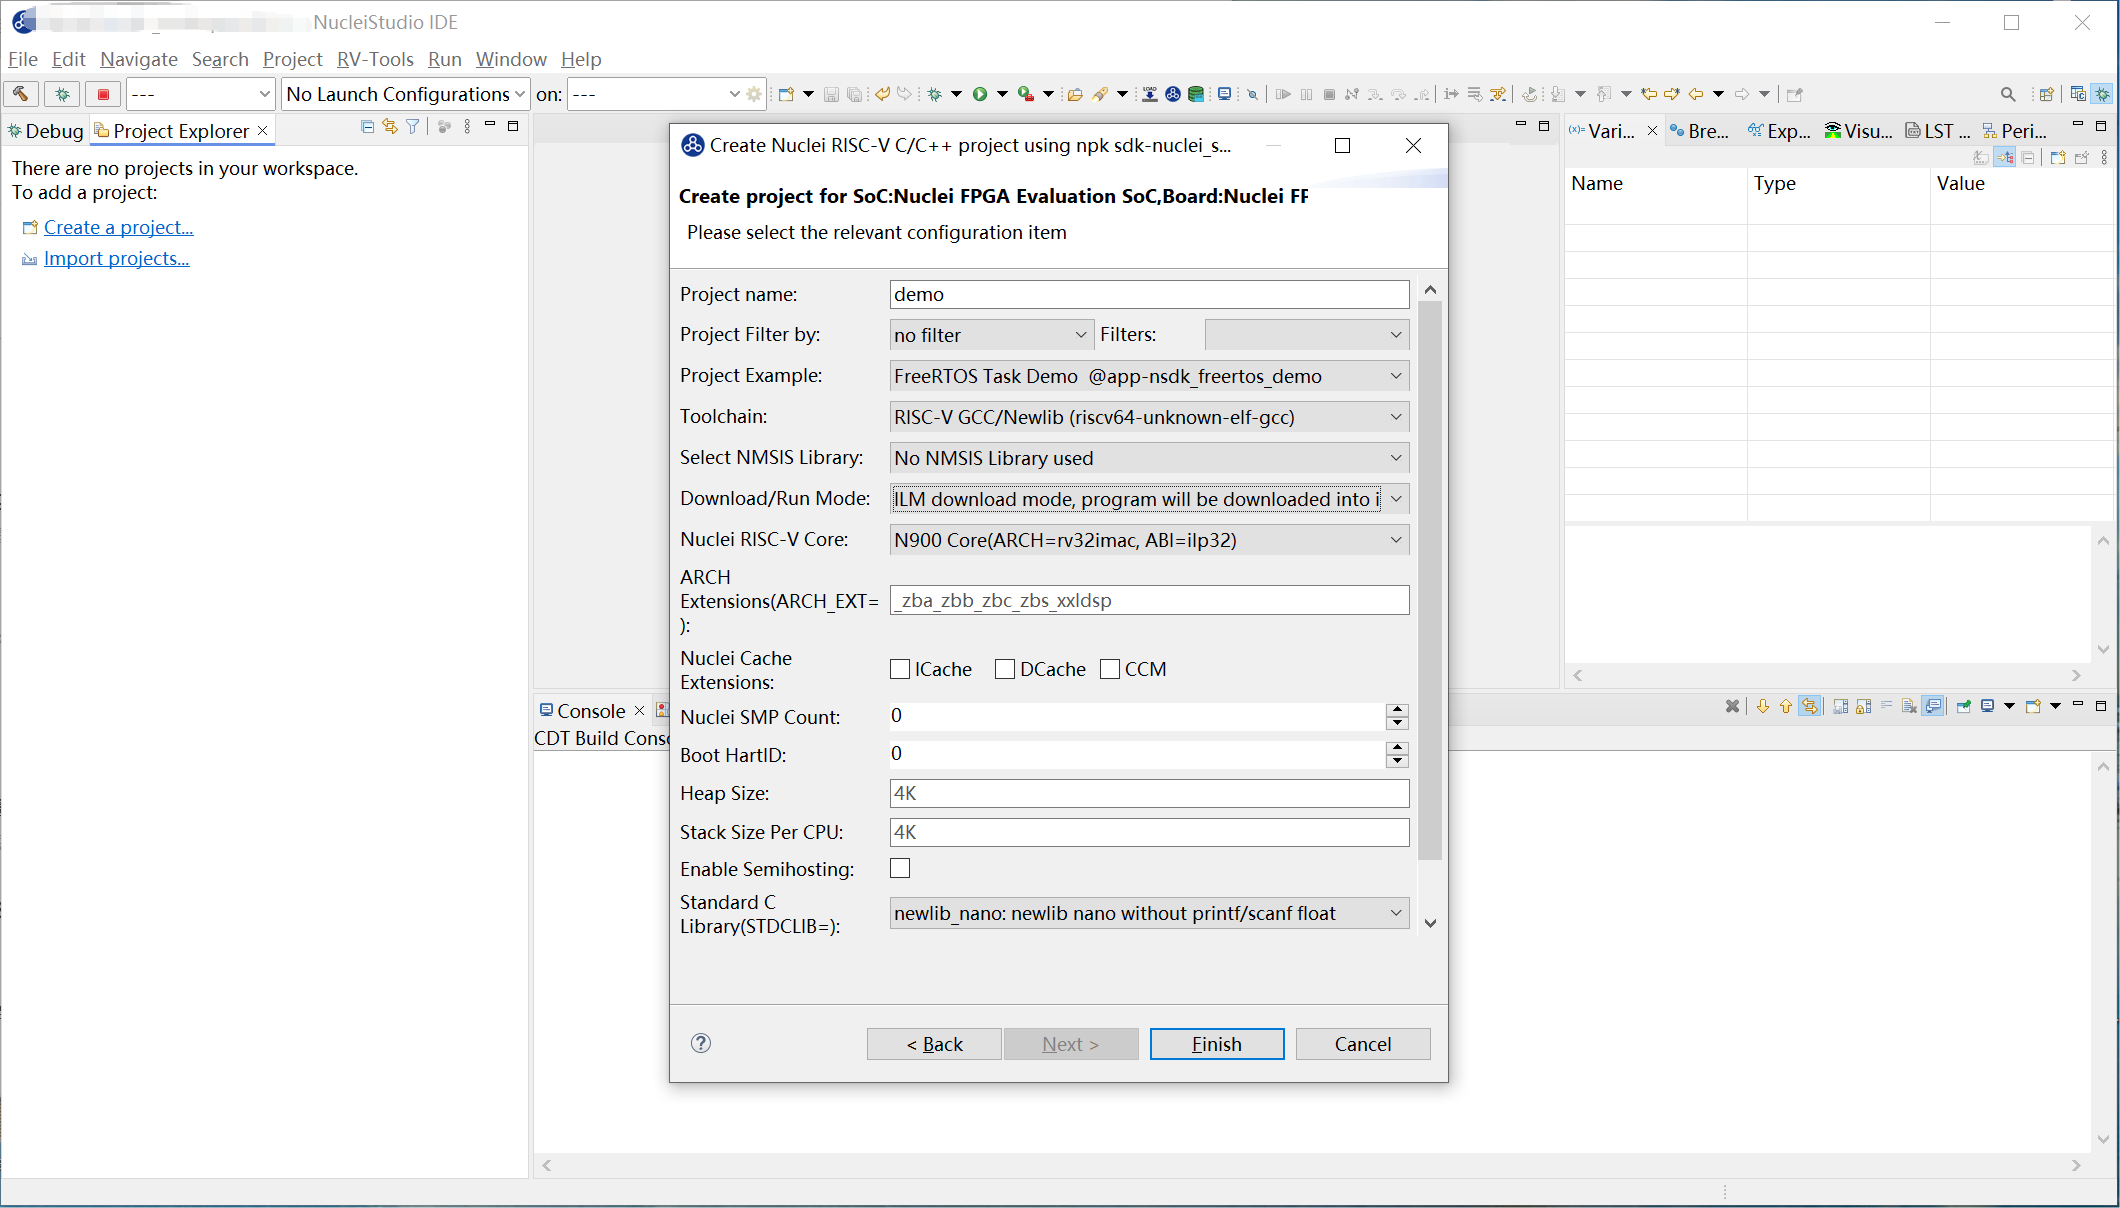 NucleiStudio IDE
File Edit Navigate Search Project RV-Tools Run Window Help
--- No Launch Configurations on: ---
Debug Project Explorer
There are no projects in your workspace.
To add a project:
Create a project...
Import projects...
Create Nuclei RISC-V C/C++ project using npk sdk-nuclei_s...
Create project for SoC:Nuclei FPGA Evaluation SoC,Board:Nuclei
Please select the relevant configuration item
Project name: demo
Project Filter by: no filter Filters:
Project Example: FreeRTOS Task Demo @app-nsdk_freertos_demo
Toolchain: RISC-V GCC/Newlib (riscv64-unknown-elf-gcc)
Select NMSIS Library: No NMSIS Library used
Download/Run Mode: ILM download mode, program will be downloaded into i
Nuclei RISC-V Core: N900 Core(ARCH=rv32imac, ABI=ilp32)
ARCH
Extensions(ARCH_EXT= _zba_zbb_zbc_zbs_xxldsp
):
Nuclei Cache
Extensions: ICache DCache CCM
Nuclei SMP Count: 0
Boot HartID: 0
Heap Size: 4K
Stack Size Per CPU: 4K
Enable Semihosting:
Standard C
Library(STDCLIB=): newlib_nano: newlib nano without printf/scanf float
< Back Next > Finish Cancel
Vari... Bre... Exp... Visu... LST ... Peri...
Name Type Value
Console
CDT Build Conso